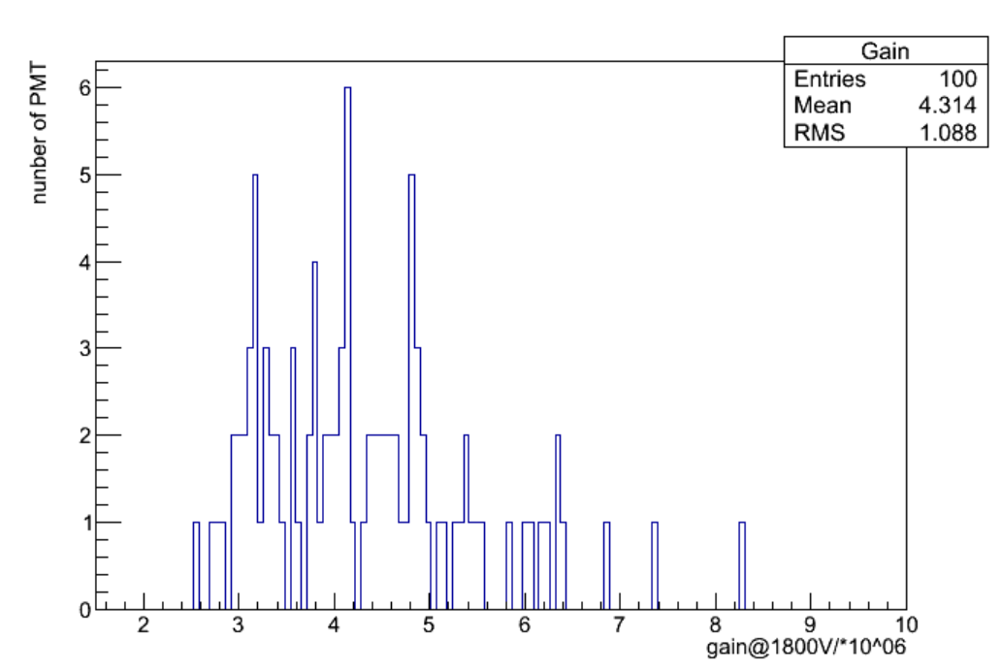 Gain
Entries 100
Mean 4.314
RMS 1.088
nunber of PMT
6
5
4
3
2
1
0
2 3 4 5 6 7 8 9 10
gain@1800V/*10^06